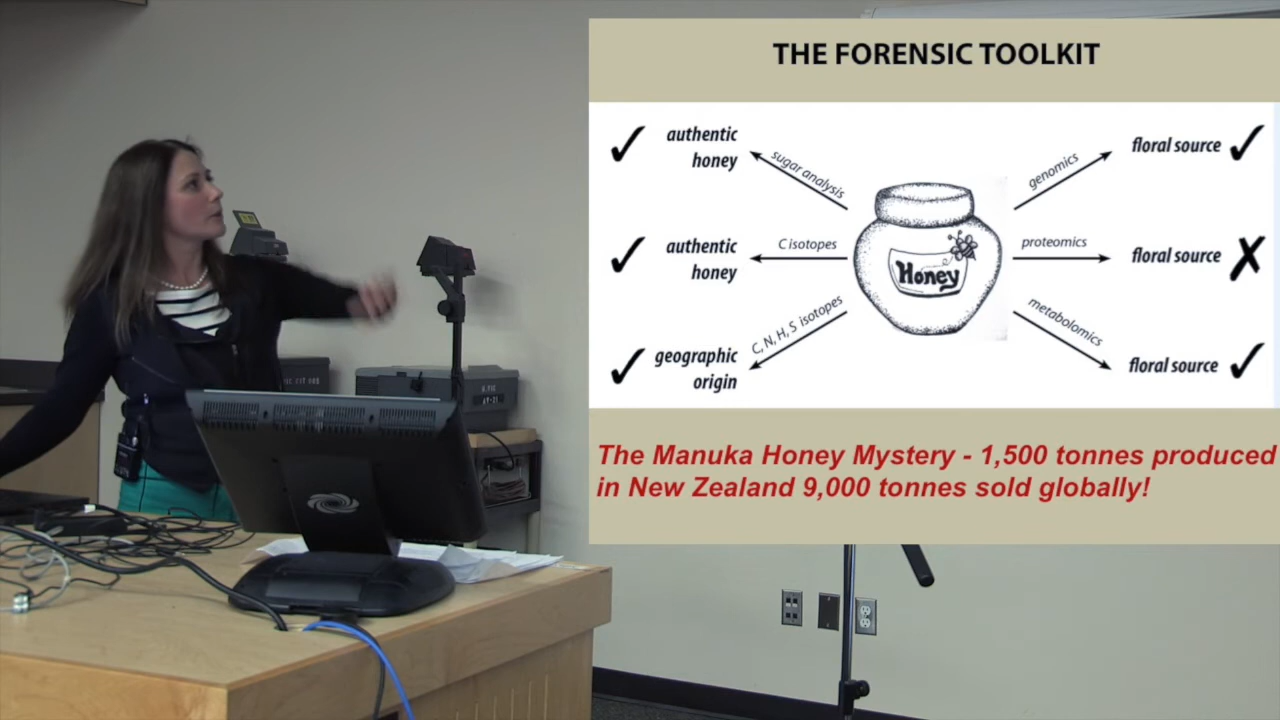 THE FORENSIC TOOLKIT
authentic
honey
sugar analysis
genomics
floral source
authentic
honey
C isotopes
Honey
proteomics
floral source
geographic
origin
C, N, H, S isotopes
metabolomics
floral source
The Manuka Honey Mystery - 1,500 tonnes produced
in New Zealand 9,000 tonnes sold globally!